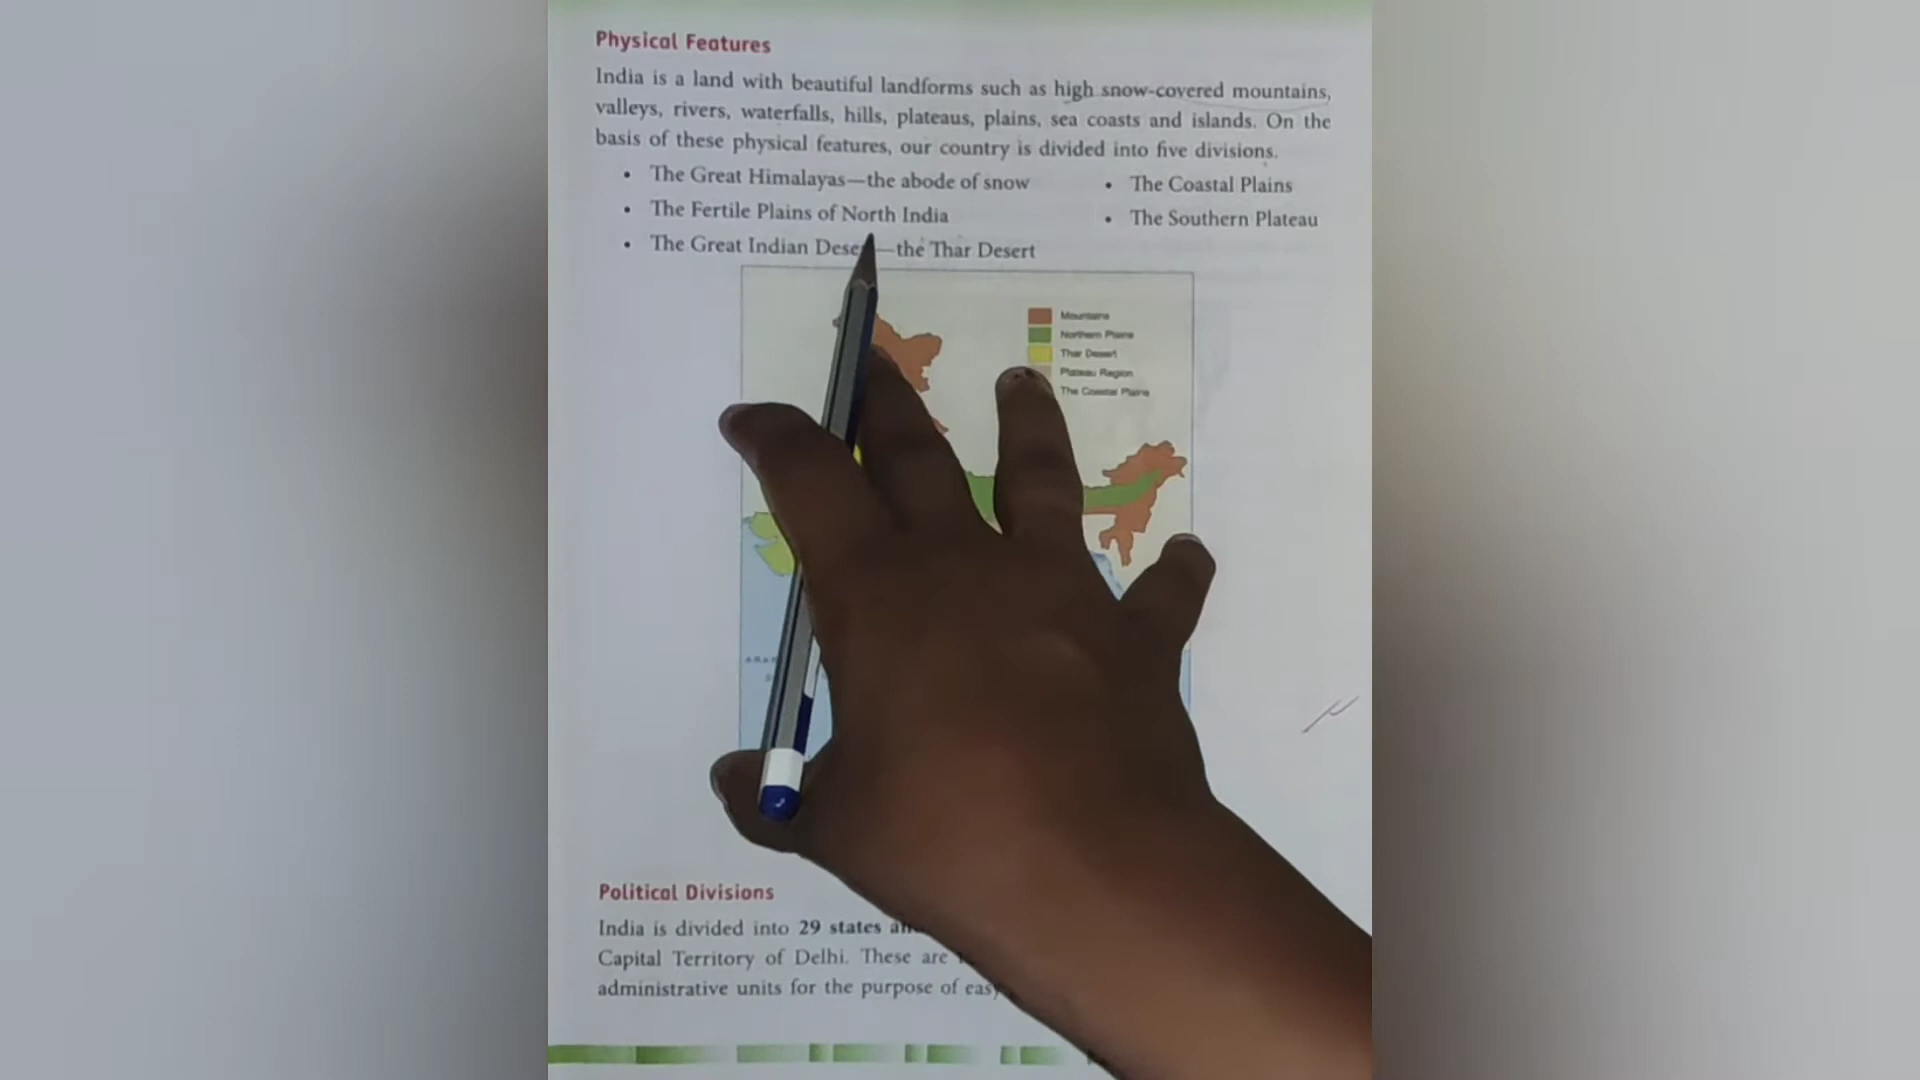 Physical Features
India is a land with beautiful landforms such as high snow-covered mountains,
valleys, rivers, waterfalls, hills, plateaus, plains, sea coasts and islands. On the
basis of these physical features, our country is divided into five divisions.
• The Great Himalayas—the abode of snow
• The Fertile Plains of North India
• The Great Indian Desert—the Thar Desert
• The Coastal Plains
• The Southern Plateau
Mountains
Northern Plains
Thar Desert
Plateau Region
The Coastal Plains
Political Divisions
India is divided into 29 states
Capital Territory of Delhi. These are
administrative units for the purpose of